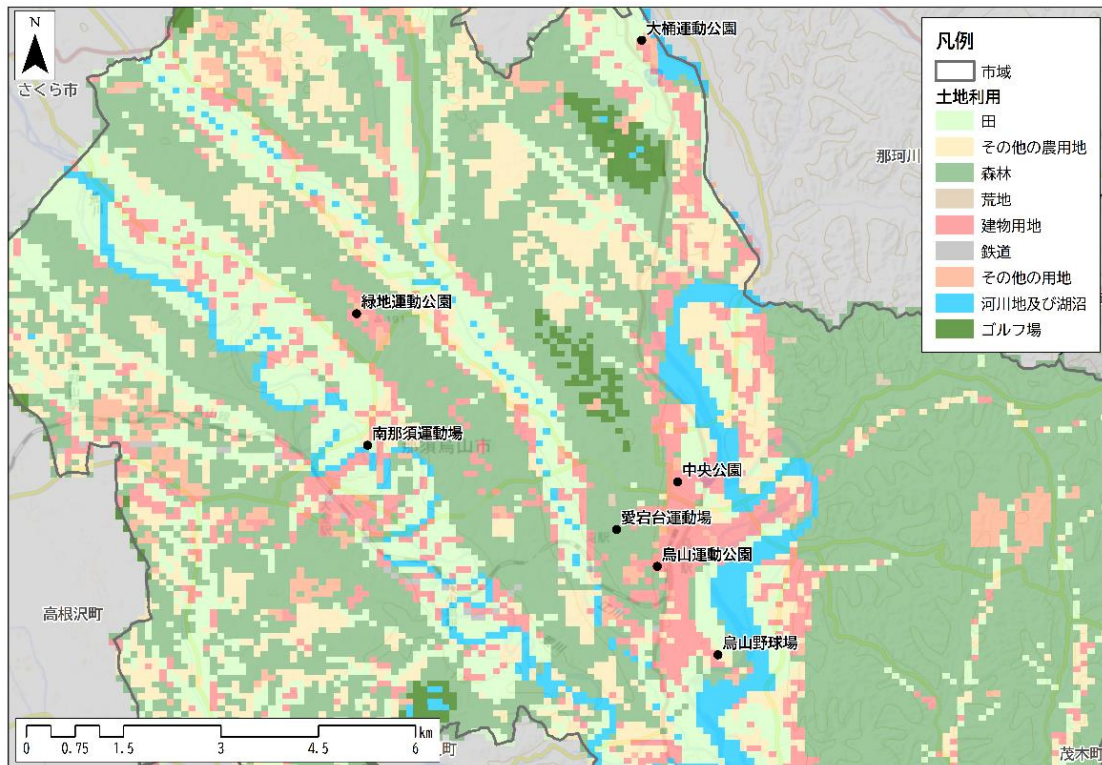 N
さくら市
大桶運動公園
那珂川
緑地運動公園
191
南那須運動場
那須烏山市
中央公園
愛宕台運動場
烏山運動公園
高根沢町
烏山野球場
茂木町
町
km
0 0.75 1.5 3 4.5 6
凡例
市域
土地利用
田
その他の農用地
森林
荒地
建物用地
鉄道
その他の用地
河川地及び湖沼
ゴルフ場